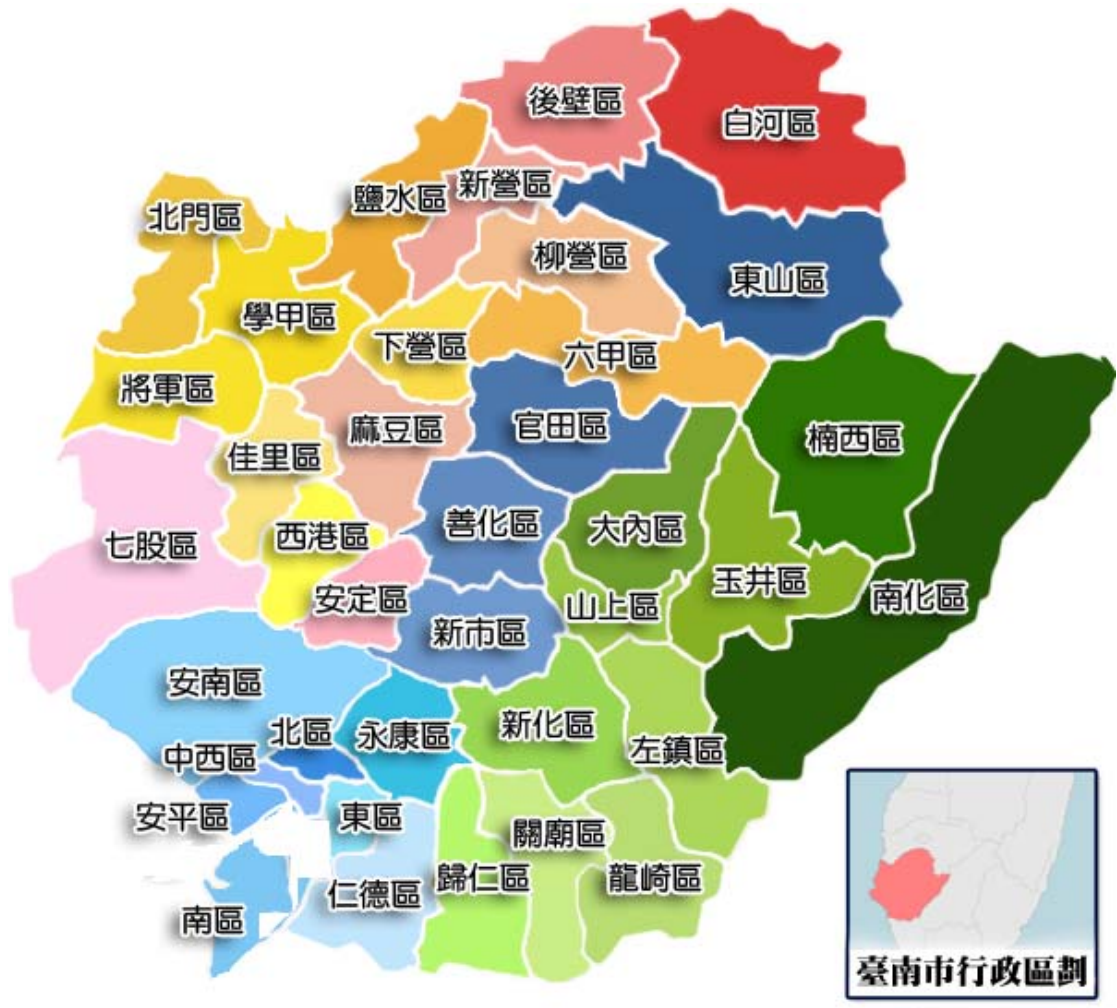 後壁區
白河區
鹽水區
新營區
北門區
柳營區
東山區
學甲區
下營區
六甲區
將軍區
麻豆區
官田區
楠西區
佳里區
七股區
西港區
善化區
大內區
安定區
山上區
玉井區
南化區
新市區
安南區
北區
永康區
新化區
左鎮區
中西區
安平區
東區
關廟區
歸仁區
龍崎區
仁德區
南區
臺南市行政區劃